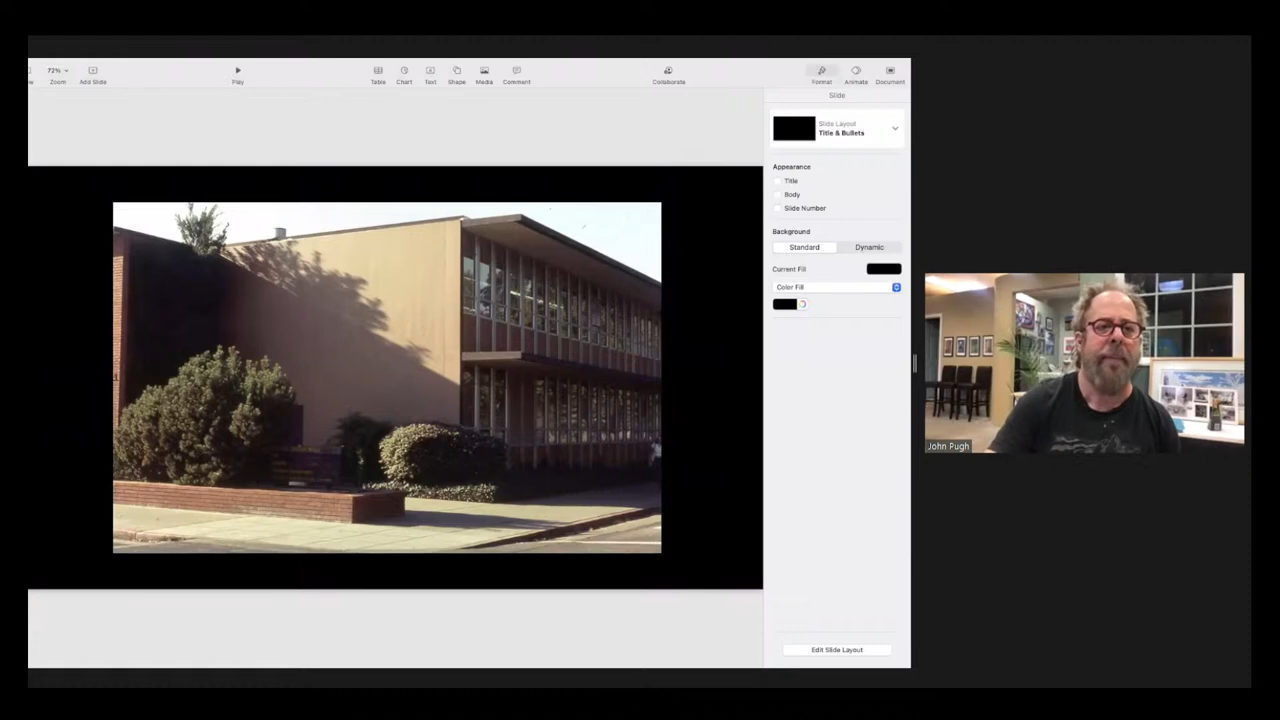 72%
Zoom
Add Slide
Play
Table
Chart
Text
Shape
Media
Comment
Collaborate
Format
Animate
Document
Slide
Slide Layout
Title & Bullets
Appearance
Title
Body
Slide Number
Background
Standard
Dynamic
Current Fill
Color Fill
John Pugh
Edit Slide Layout